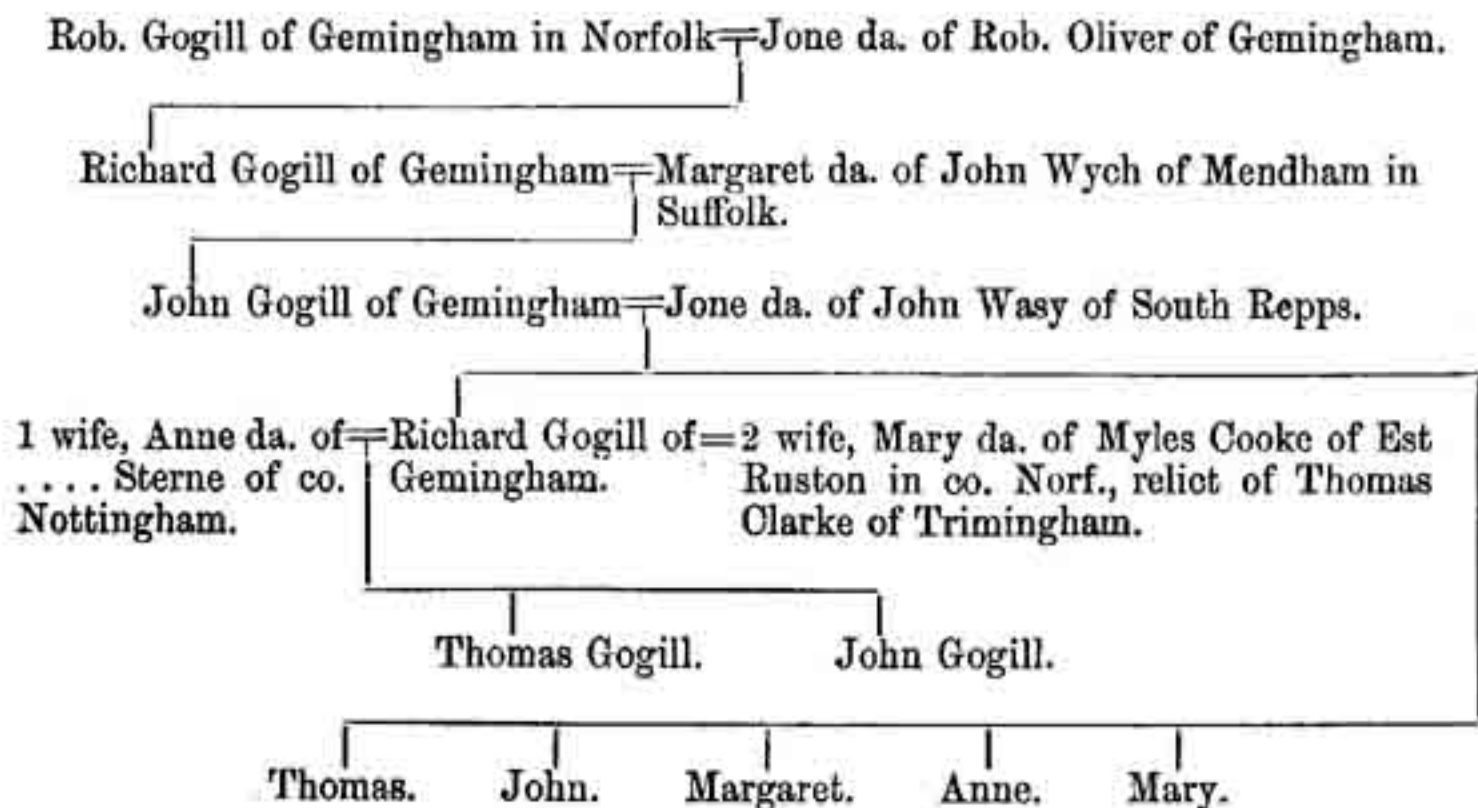 Rob. Gogill of Gemingham in Norfolk=Jone da. of Rob. Oliver of Gemingham.
Richard Gogill of Gemingham=Margaret da. of John Wych of Mendham in
Suffolk.
John Gogill of Gemingham=Jone da. of John Wasy of South Repps.
1 wife, Anne da. of=Richard Gogill of=2 wife, Mary da. of Myles Cooke of Est
.... Sterne of co. Gemingham. Ruston in co. Norf., relict of Thomas
Nottingham. Clarke of Trimingham.
Thomas Gogill. John Gogill.
Thomas. John. Margaret. Anne. Mary.